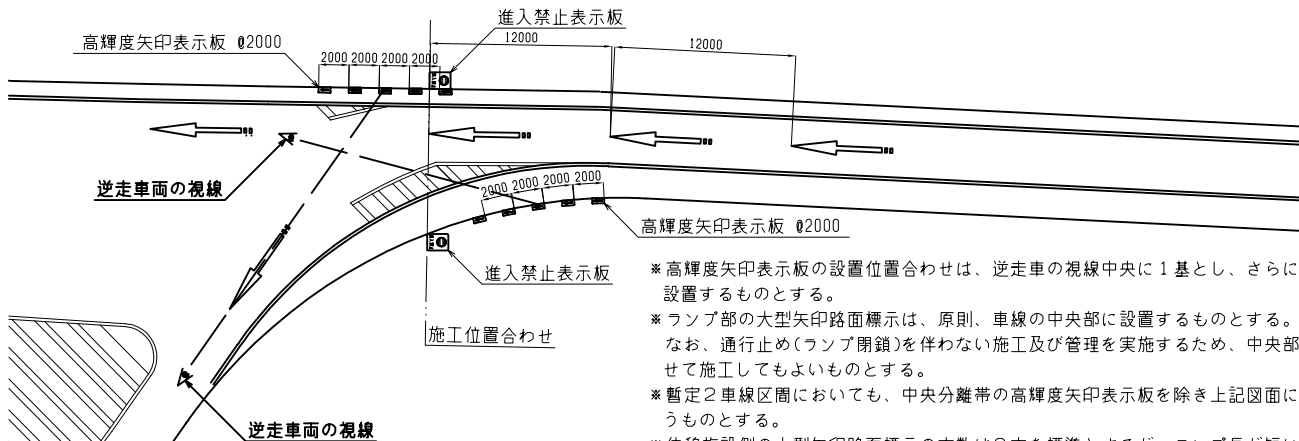 進入禁止表示板
高輝度矢印表示板 @2000
12000
12000
2000 2000 2000 2000
逆走車両の視線
2000 2000 2000 2000
高輝度矢印表示板 @2000
進入禁止表示板
施工位置合わせ
逆走車両の視線
※高輝度矢印表示板の設置位置合わせは、逆走車の視線中央に1基とし、さらに
設置するものとする。
※ランプ部の大型矢印路面標示は、原則、車線の中央部に設置するものとする。
なお、通行止め(ランプ閉鎖)を伴わない施工及び管理を実施するため、中央部
せて施工してもよいものとする。
※暫定2車線区間においても、中央分離帯の高輝度矢印表示板を除き上記図面に
うものとする。